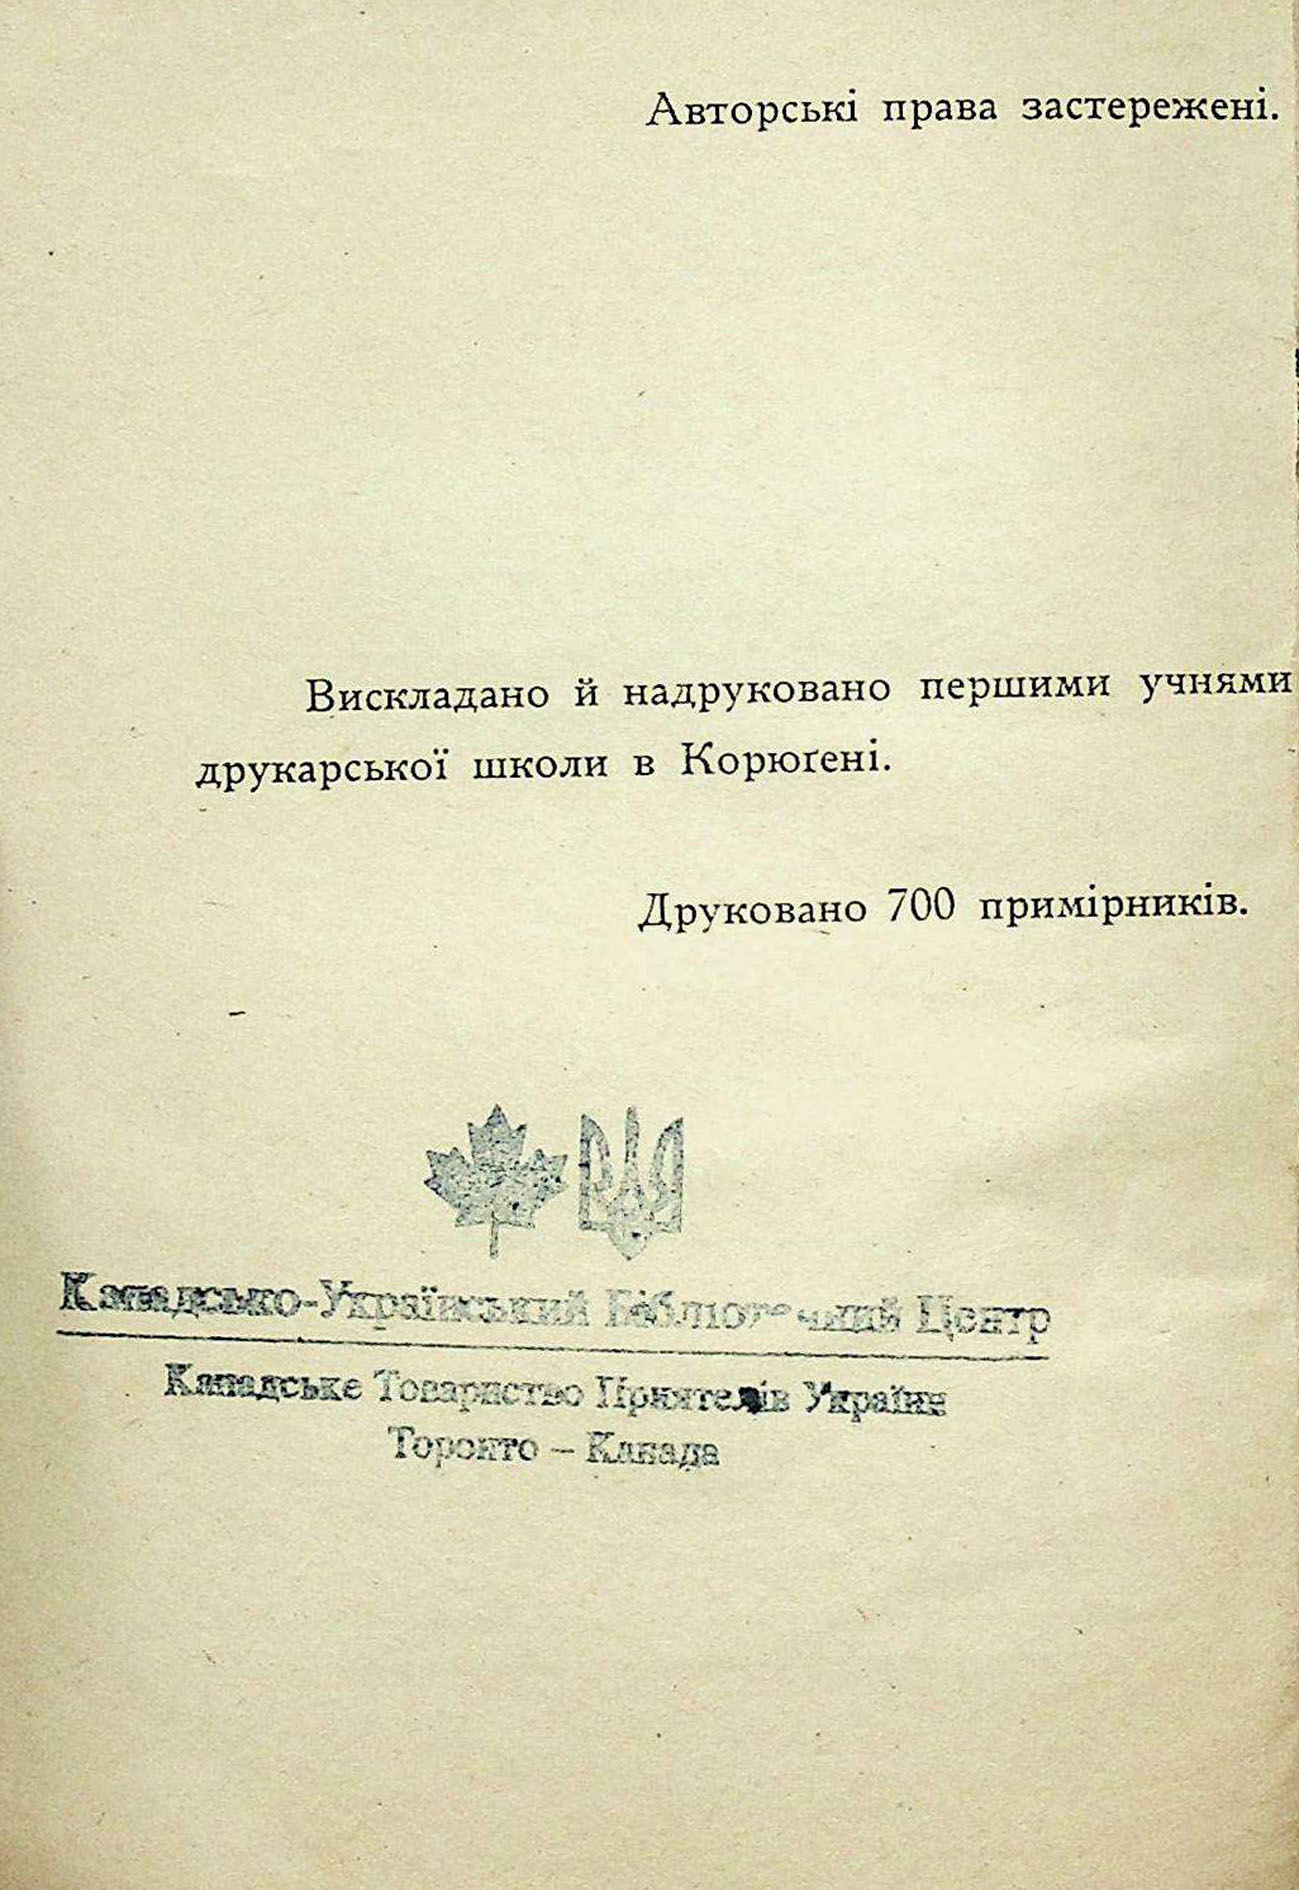 Авторські права застережені.
Вискладано й надруковано першими учнями
друкарської школи в Корюґені.
Друковано 700 примірників.
Канадсько-Український Бібліотечний Центр
Канадське Товариство Приятелів України
Торонто – Канада